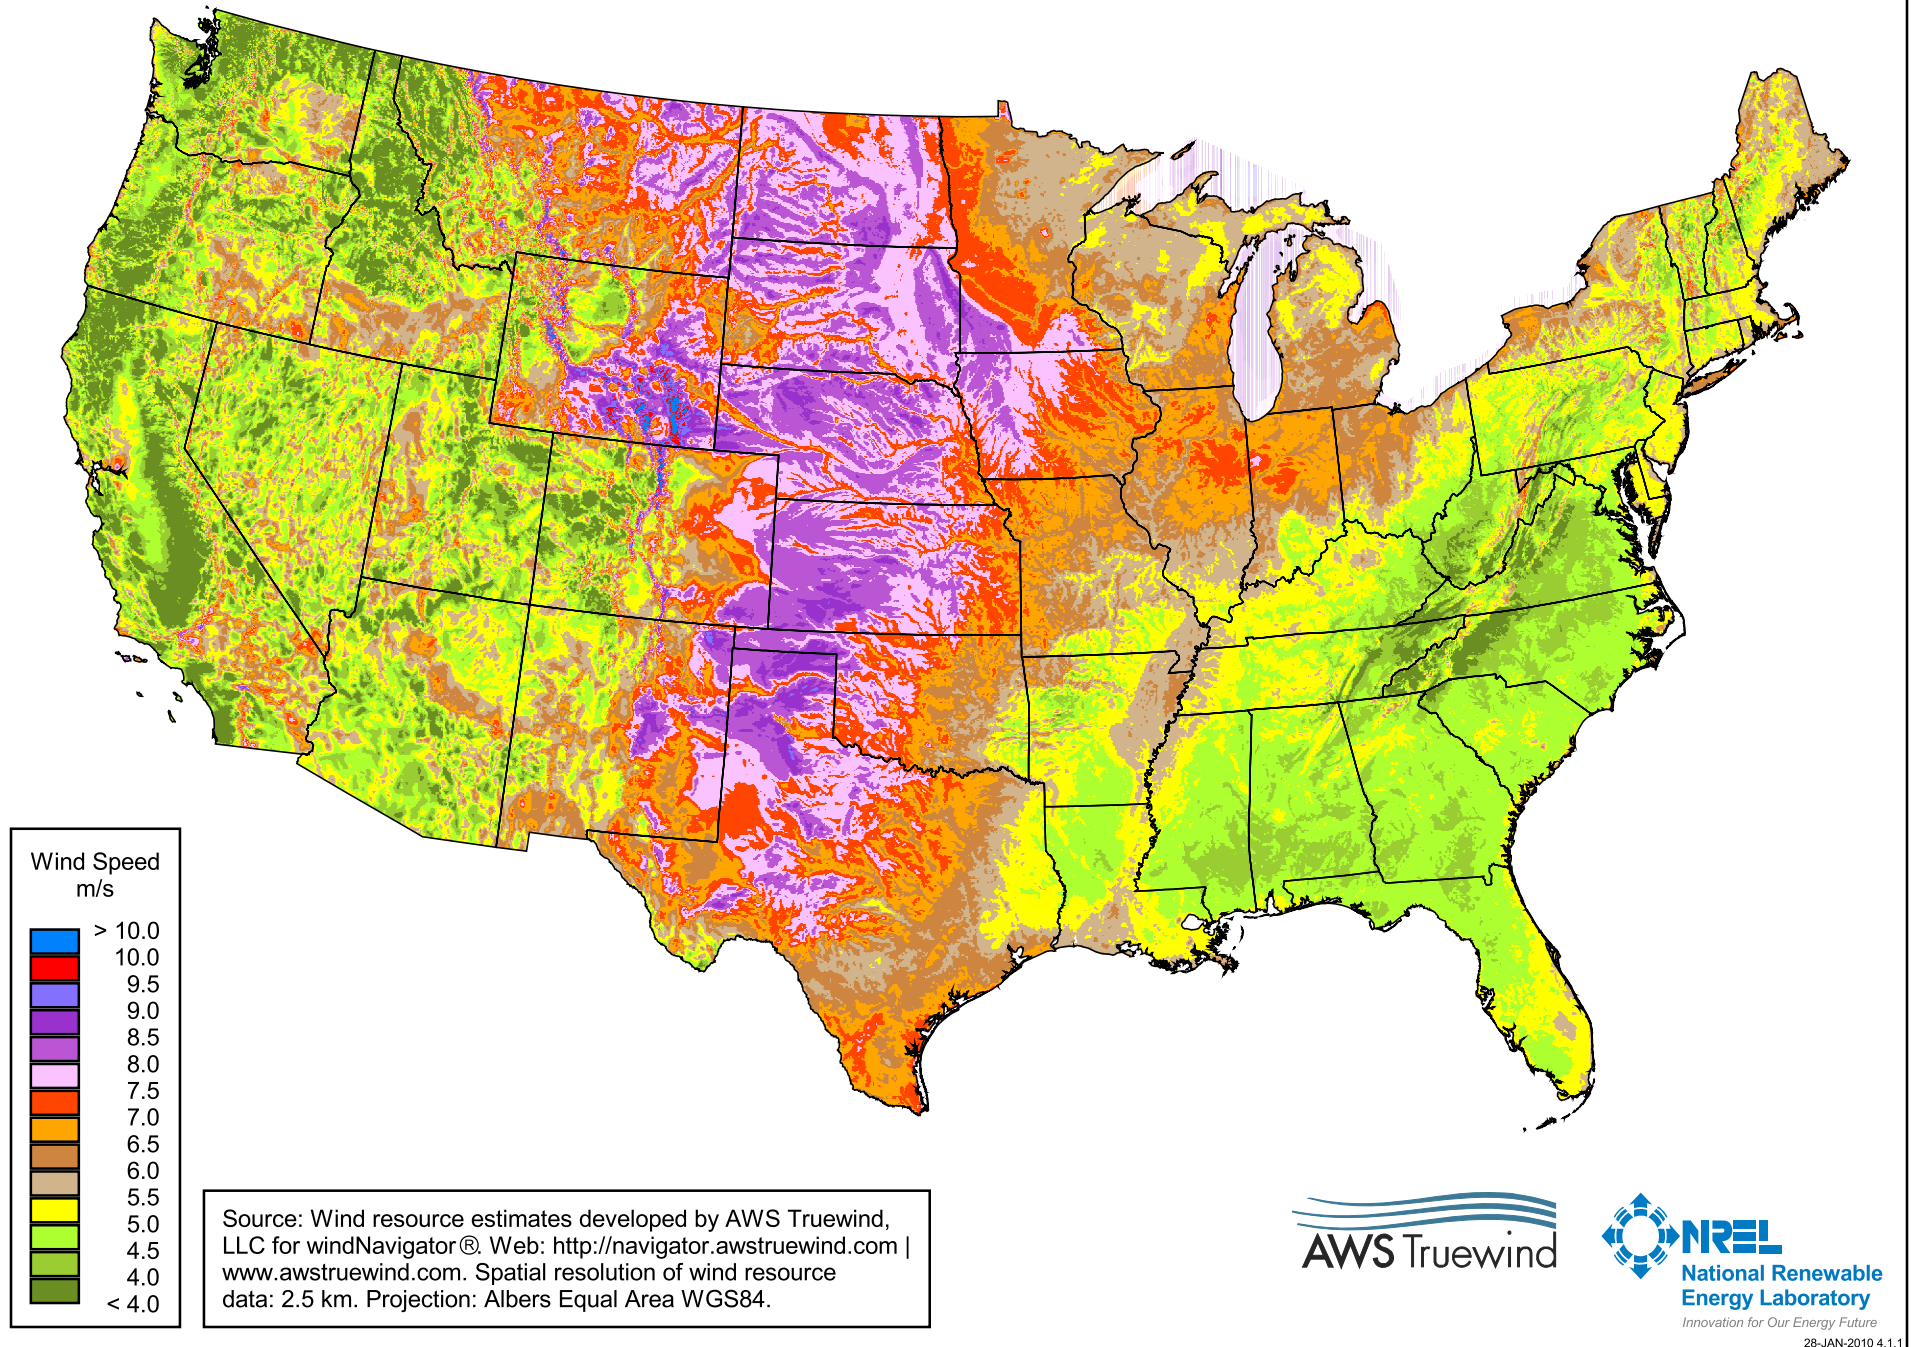 Wind Speed
m/s
> 10.0
10.0
9.5
9.0
8.5
8.0
7.5
7.0
6.5
6.0
5.5
5.0
4.5
4.0
< 4.0
Source: Wind resource estimates developed by AWS Truewind,
LLC for windNavigator®. Web: http://navigator.awstruewind.com |
www.awstruewind.com. Spatial resolution of wind resource
data: 2.5 km. Projection: Albers Equal Area WGS84.
AWS Truewind
NREL
National Renewable
Energy Laboratory
Innovation for Our Energy Future
28-JAN-2010 4.1.1